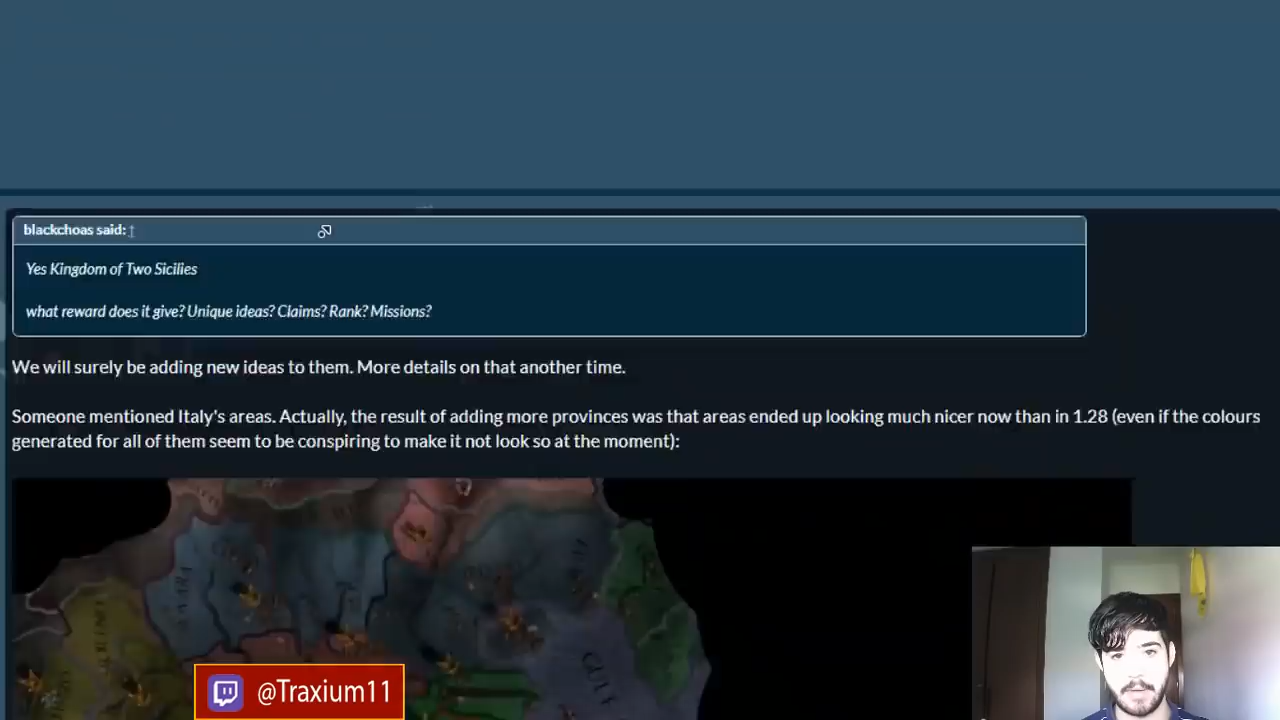 blackchoas said: ↑
Yes Kingdom of Two Sicilies
what reward does it give? Unique ideas? Claims? Rank? Missions?
We will surely be adding new ideas to them. More details on that another time.
Someone mentioned Italy's areas. Actually, the result of adding more provinces was that areas ended up looking much nicer now than in 1.28 (even if the colours
generated for all of them seem to be conspiring to make it not look so at the moment):
GULF
@Traxium11